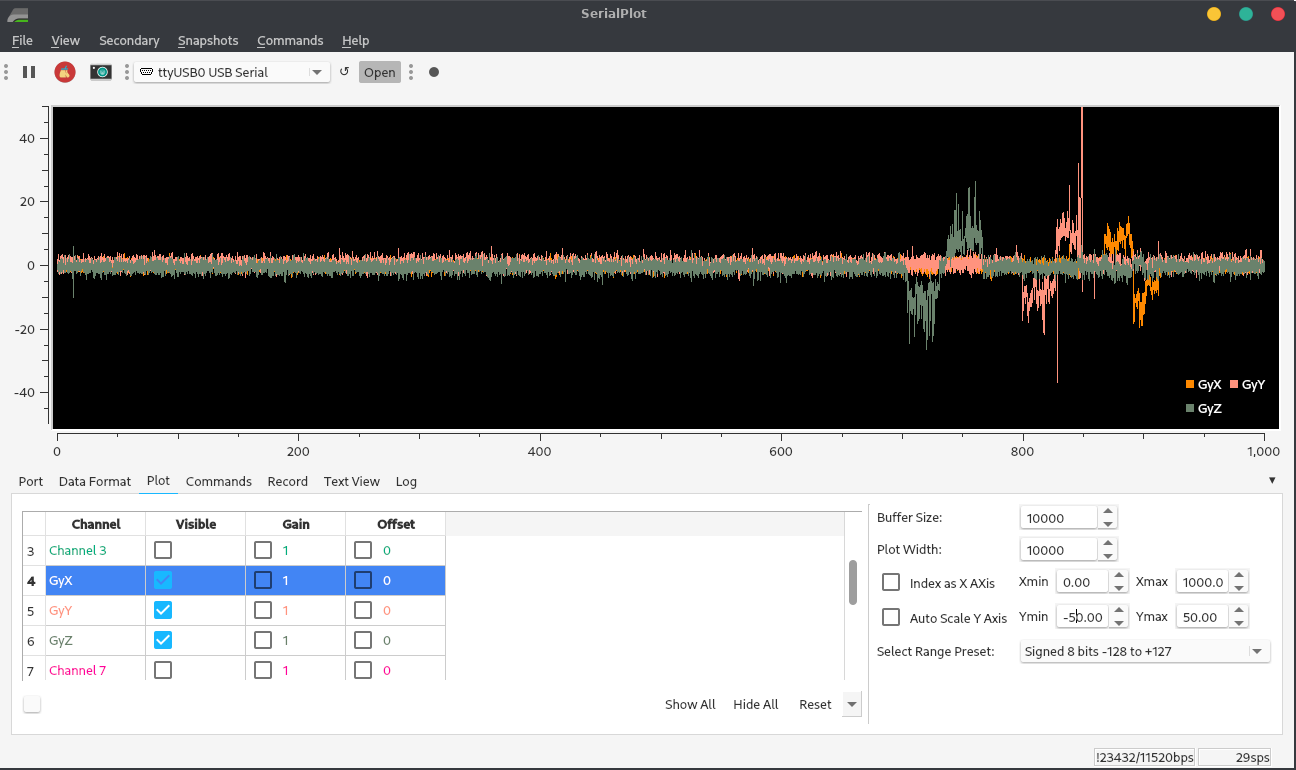 SerialPlot
File View Secondary Snapshots Commands Help
ttyUSB0 USB Serial Open
40
20
0
-20
-40
GyX GyY
GyZ
0 200 400 600 800 1,000
Port Data Format Plot Commands Record Text View Log
Channel Visible Gain Offset
3 Channel 3 1 0
4 GyX 1 0
5 GyY 1 0
6 GyZ 1 0
7 Channel 7 1 0
Show All Hide All Reset
Buffer Size: 10000
Plot Width: 10000
Index as X AXis Xmin 0.00 Xmax 1000.0
Auto Scale Y Axis Ymin -50.00 Ymax 50.00
Select Range Preset: Signed 8 bits -128 to +127
!23432/11520bps 29sps